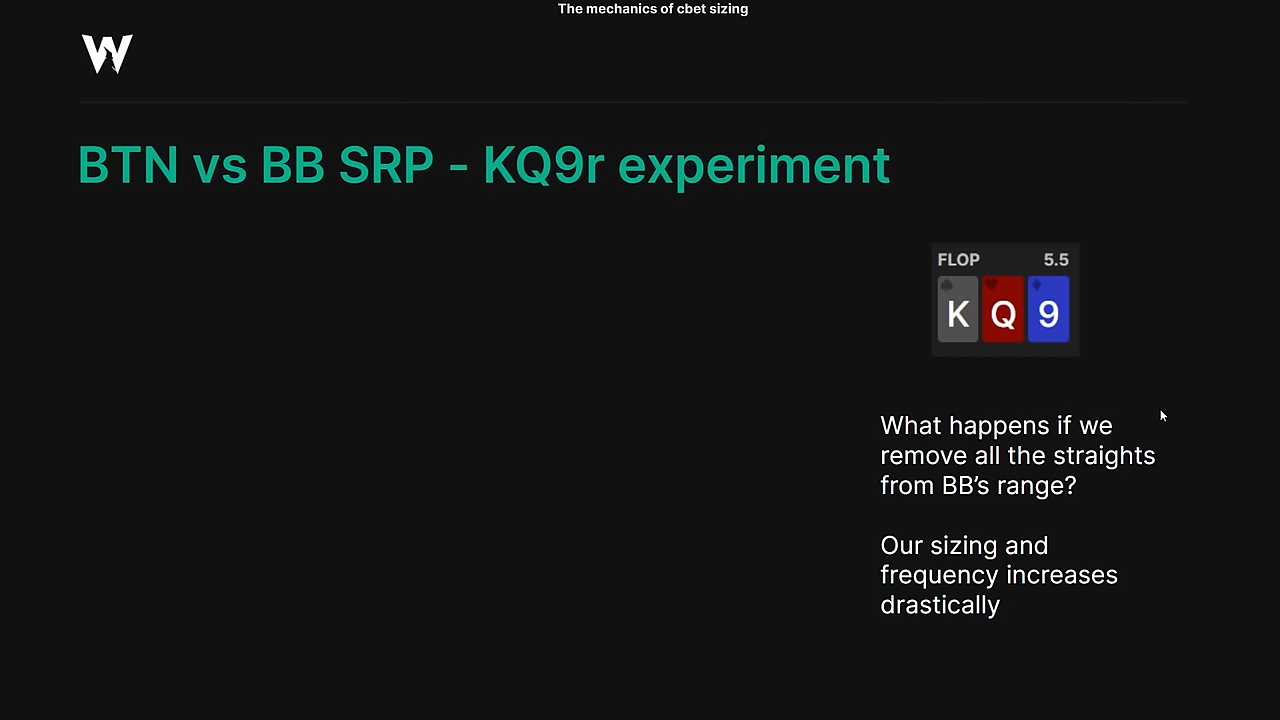 The mechanics of cbet sizing
W
BTN vs BB SRP - KQ9r experiment
FLOP 5.5
K Q 9
What happens if we
remove all the straights
from BB’s range?
Our sizing and
frequency increases
drastically